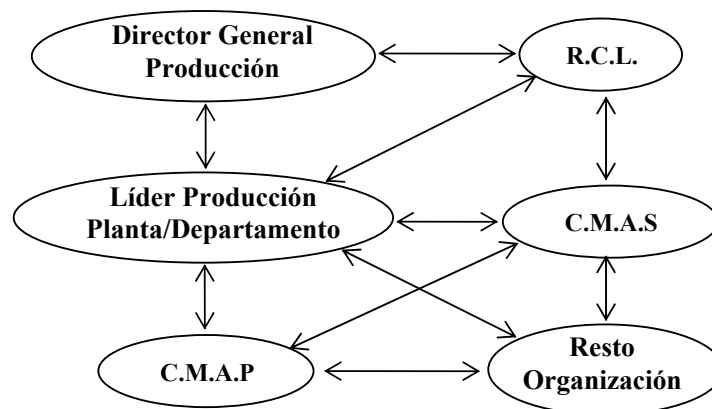 Director General
Producción
R.C.L.
Líder Producción
Planta/Departamento
C.M.A.S
C.M.A.P
Resto
Organización